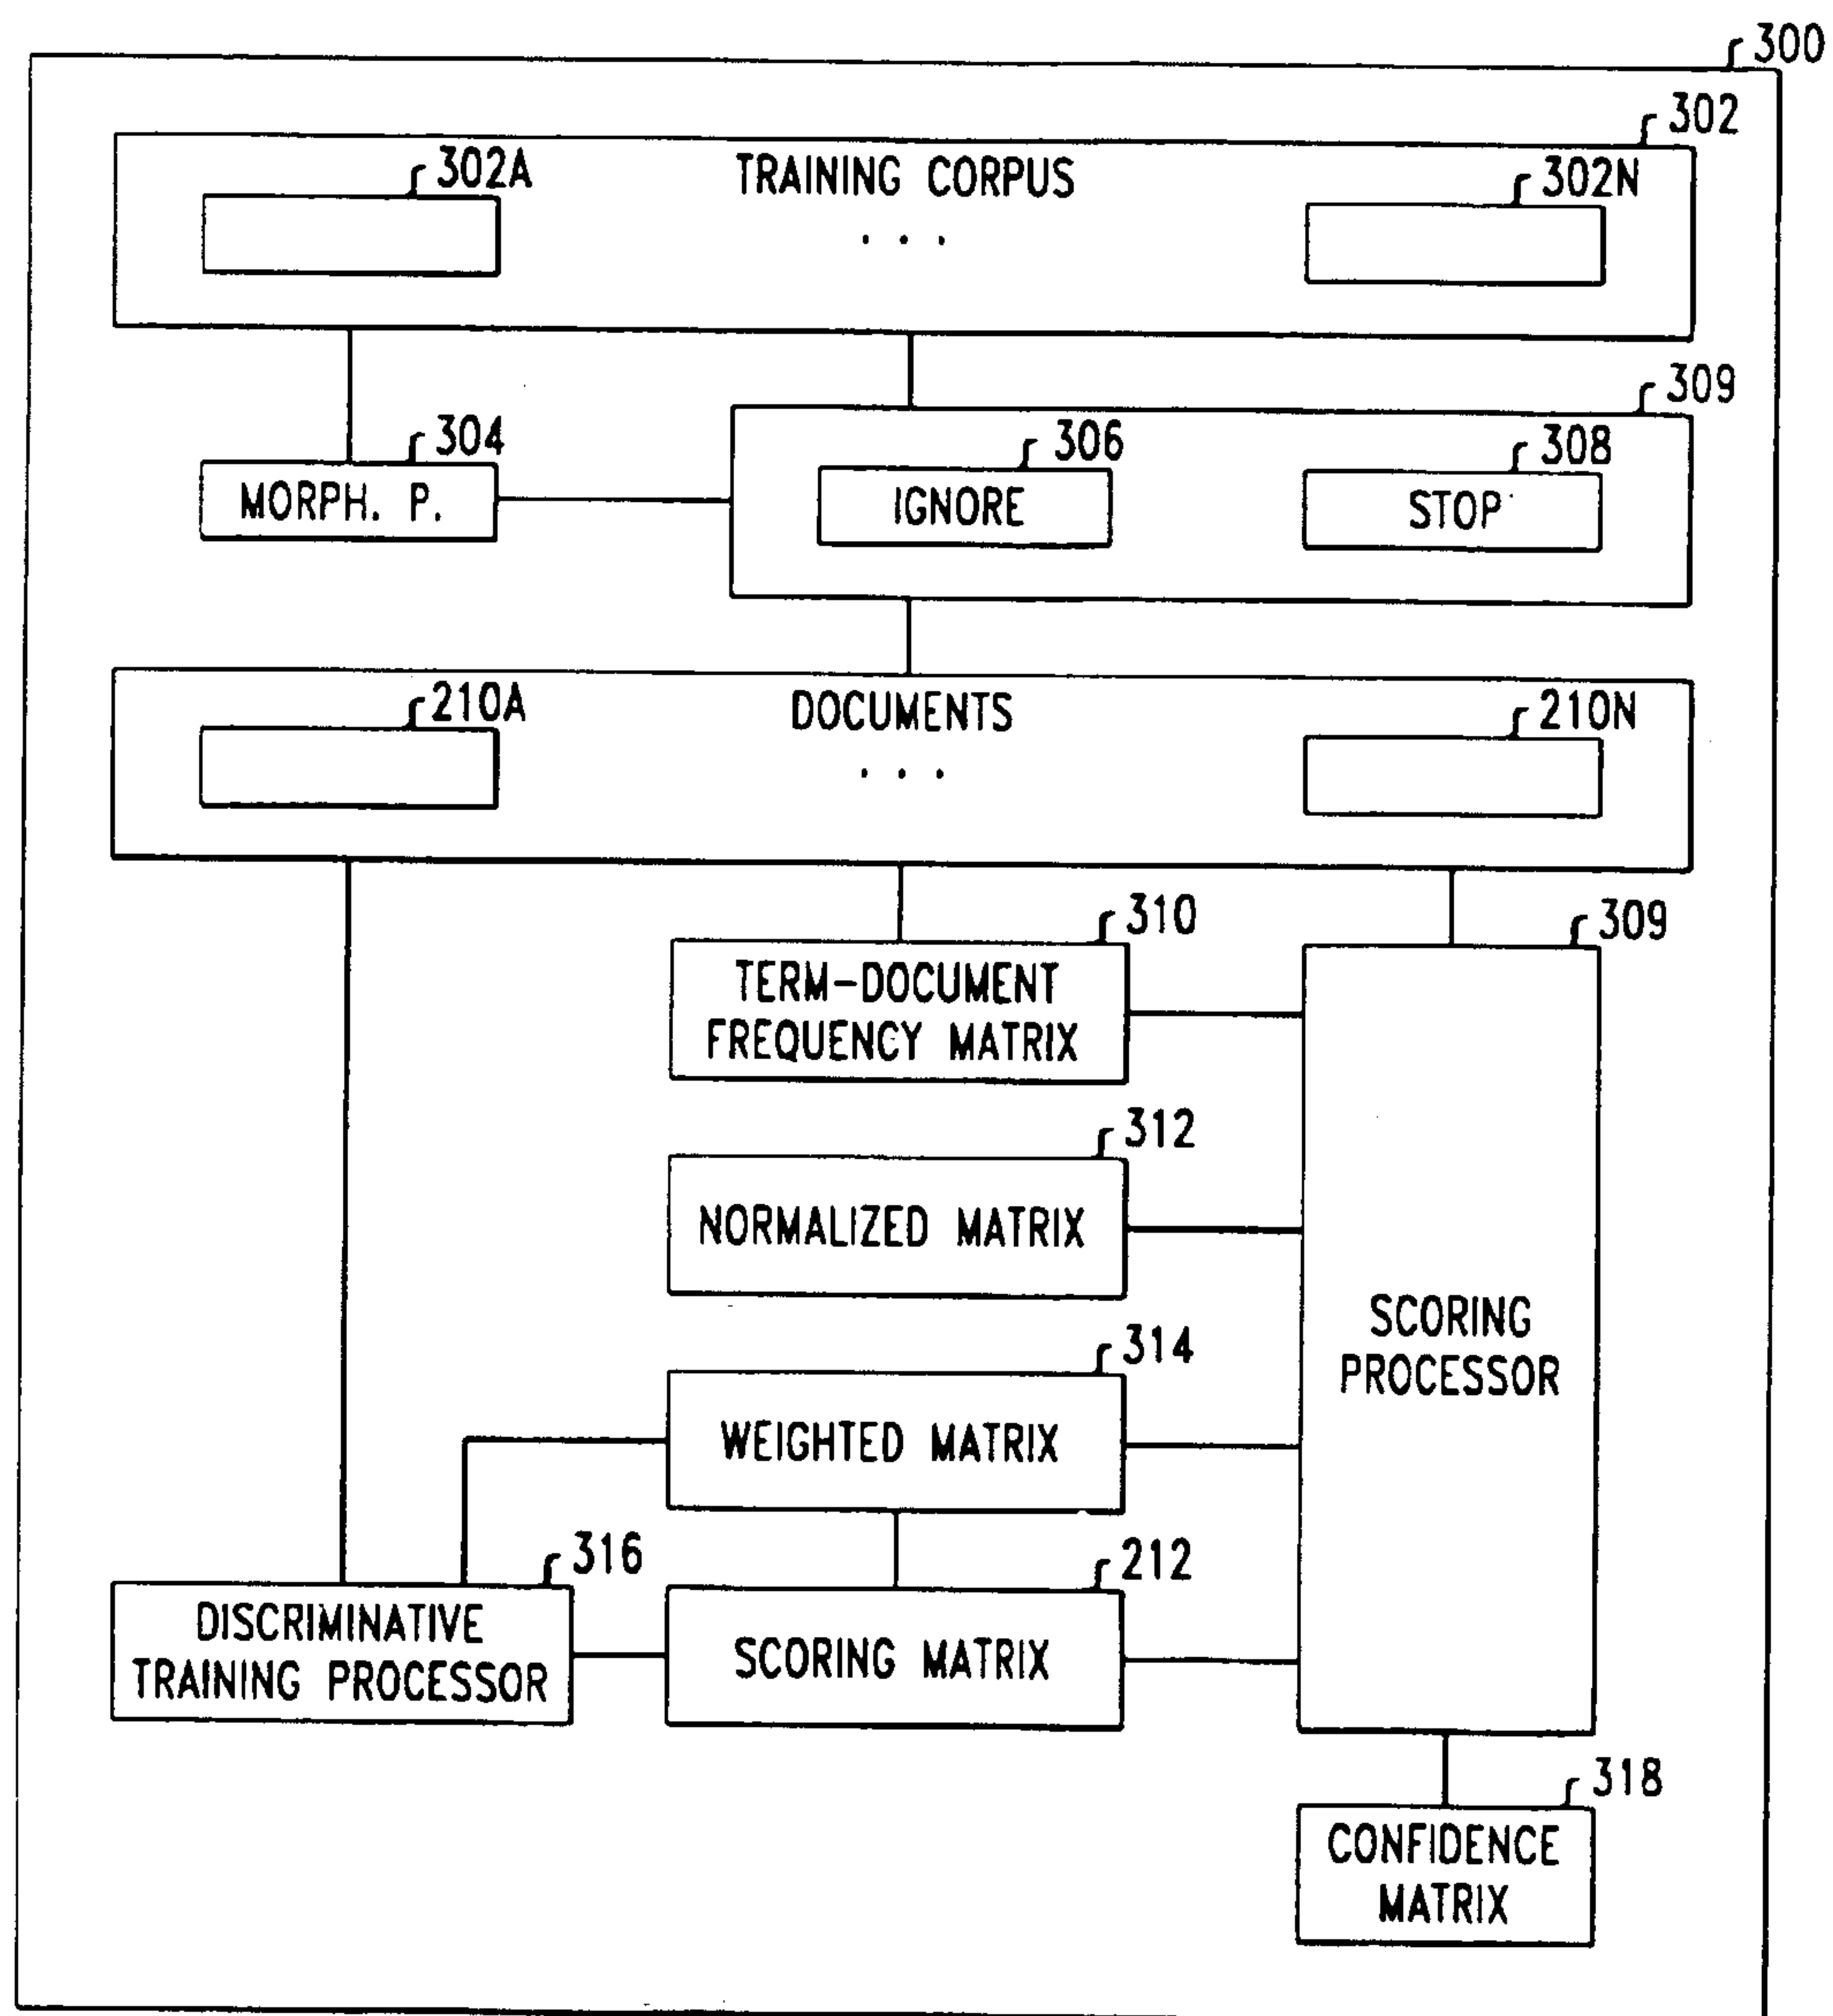 300
302
302A
TRAINING CORPUS
302N
. . .
309
304
306
308
MORPH. P.
IGNORE
STOP
210A
DOCUMENTS
210N
. . .
310
309
TERM-DOCUMENT
FREQUENCY MATRIX
312
NORMALIZED MATRIX
SCORING
PROCESSOR
314
WEIGHTED MATRIX
316
212
DISCRIMINATIVE
TRAINING PROCESSOR
SCORING MATRIX
318
CONFIDENCE
MATRIX